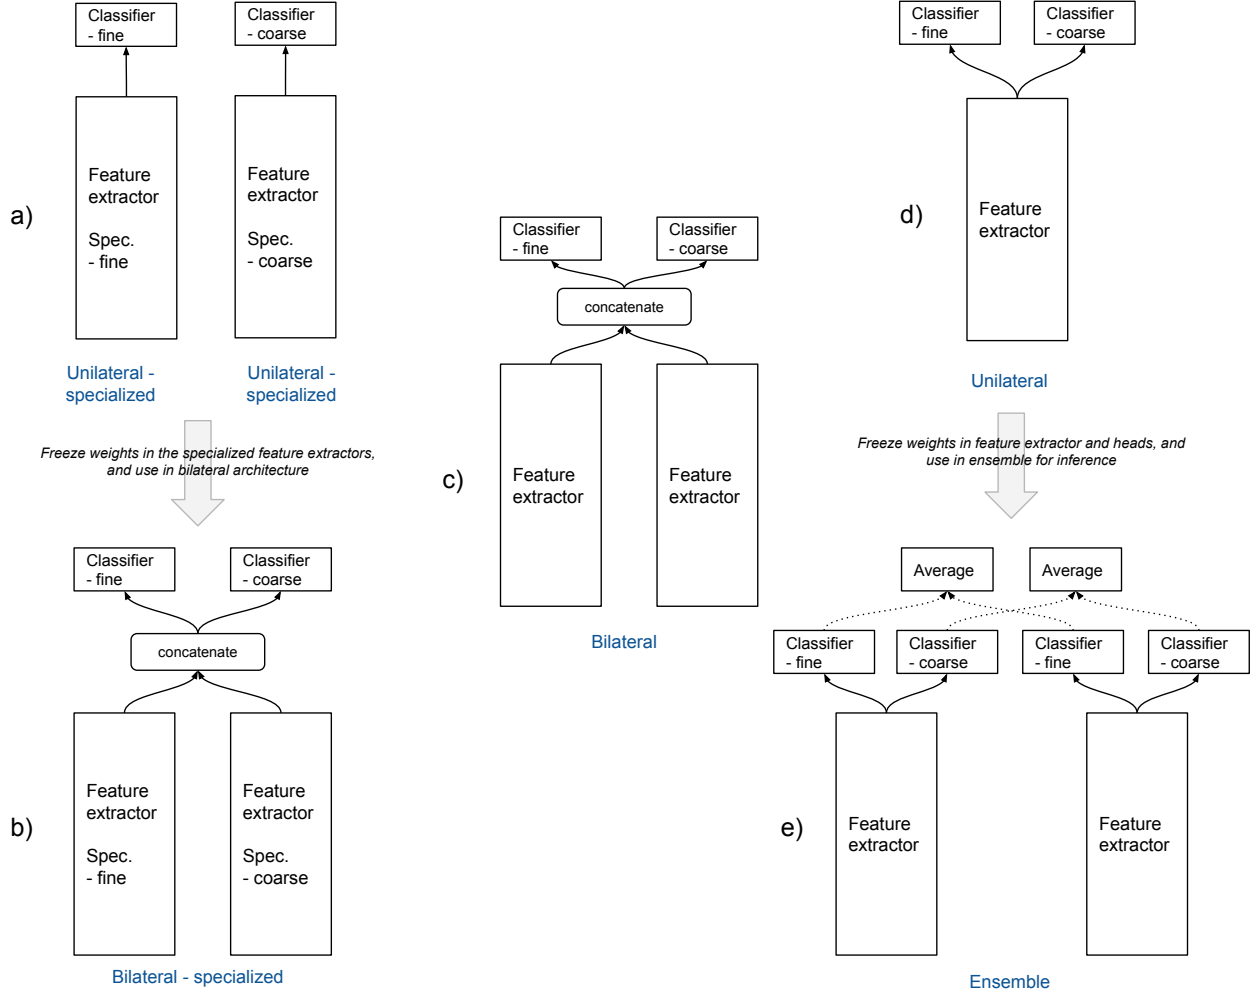 a)
Classifier
- fine
Classifier
- coarse
Feature
extractor
Spec.
- fine
Feature
extractor
Spec.
- coarse
Unilateral -
specialized
Unilateral -
specialized
Freeze weights in the specialized feature extractors,
and use in bilateral architecture
b)
Classifier
- fine
Classifier
- coarse
concatenate
Feature
extractor
Spec.
- fine
Feature
extractor
Spec.
- coarse
Bilateral - specialized
c)
Classifier
- fine
Classifier
- coarse
concatenate
Feature
extractor
Feature
extractor
Bilateral
d)
Classifier
- fine
Classifier
- coarse
Feature
extractor
Unilateral
Freeze weights in feature extractor and heads, and
use in ensemble for inference
e)
Average
Average
Classifier
- fine
Classifier
- coarse
Classifier
- fine
Classifier
- coarse
Feature
extractor
Feature
extractor
Ensemble